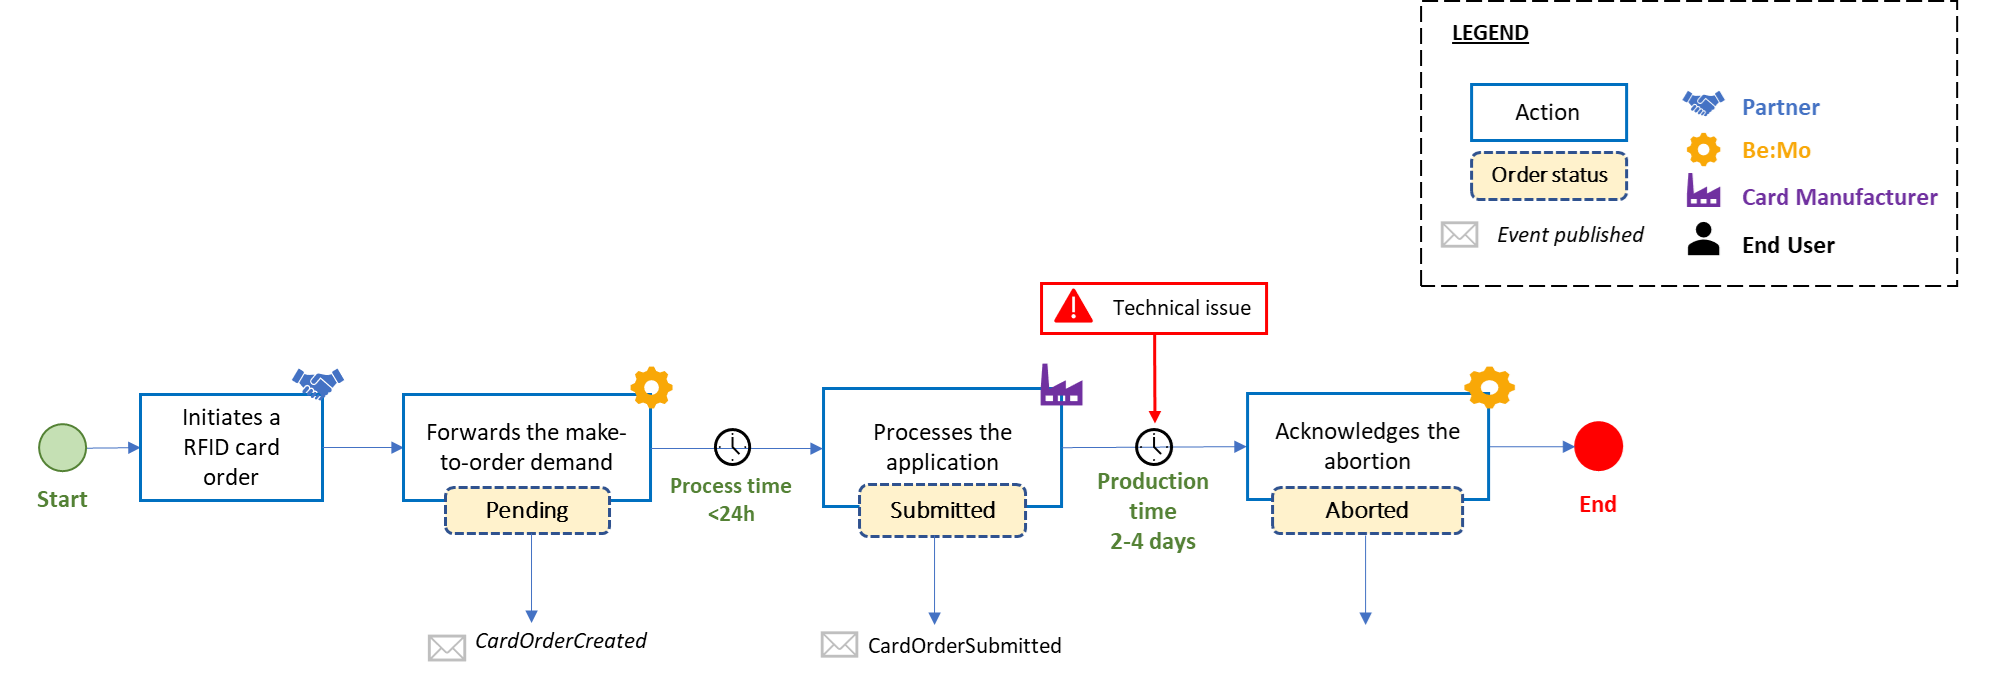 LEGEND
Action
Order status
Event published
Partner
Be:Mo
Card Manufacturer
End User
Technical issue
Start
Initiates a
RFID card
order
Forwards the make-
to-order demand
Pending
CardOrderCreated
Process time
<24h
Processes the
application
Submitted
CardOrderSubmitted
Production
time
2-4 days
Acknowledges the
abortion
Aborted
End